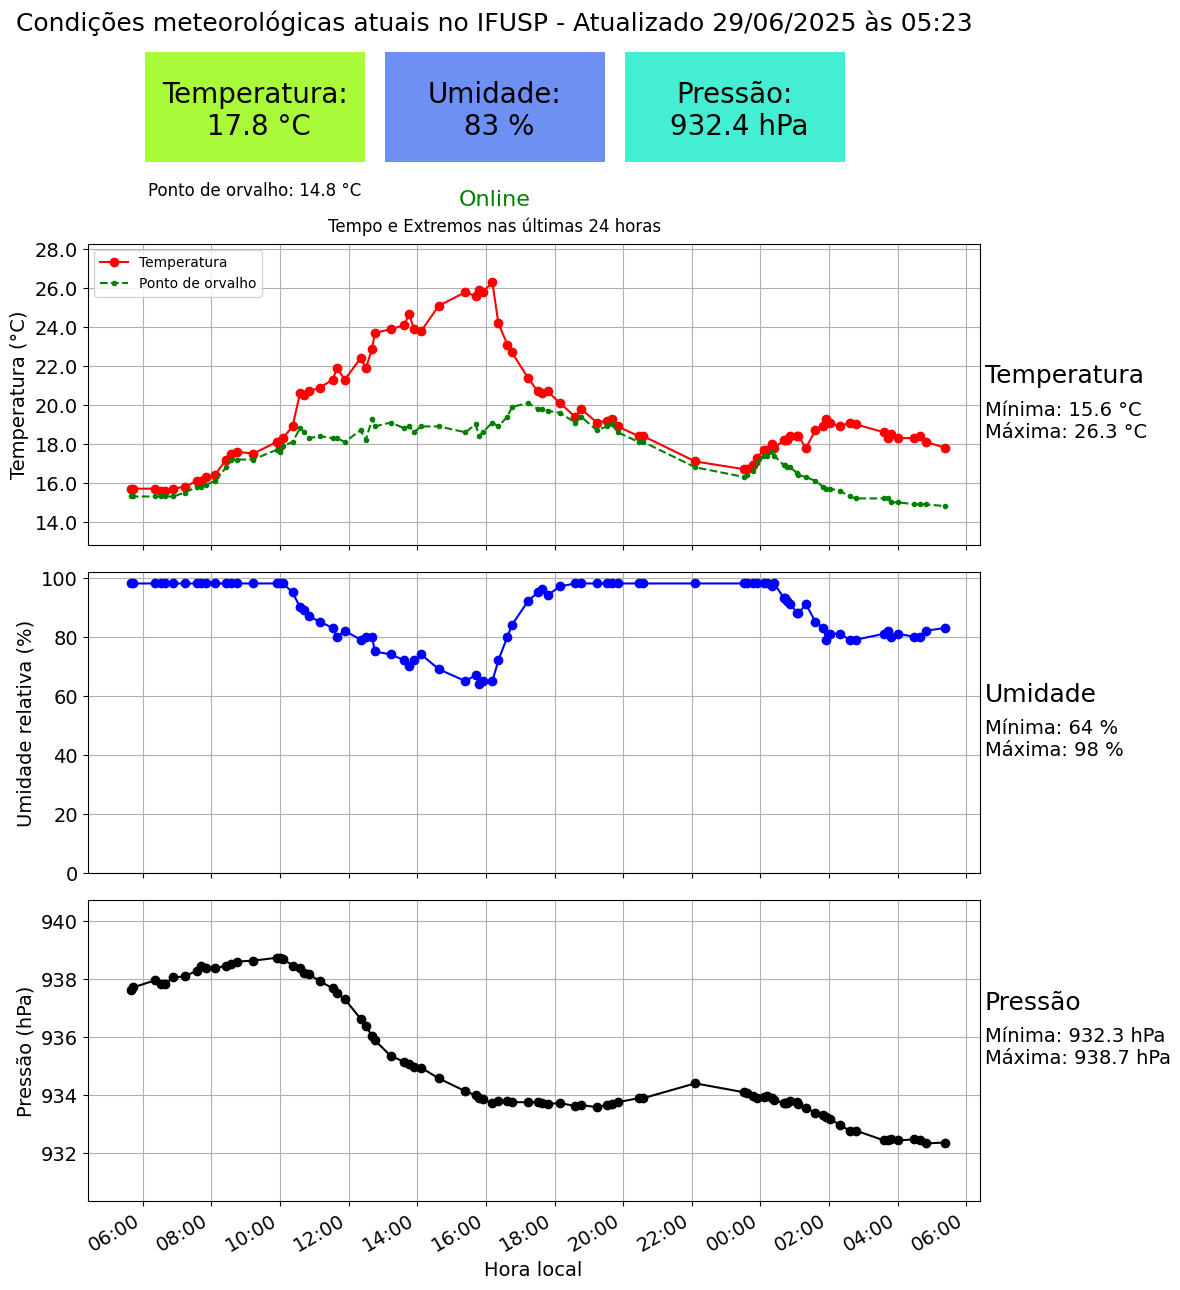 Condições meteorológicas atuais no IFUSP - Atualizado 29/06/2025 às 05:23
Temperatura:
17.8 °C
Umidade:
83 %
Pressão:
932.4 hPa
Ponto de orvalho: 14.8 °C
Online
Tempo e Extremos nas últimas 24 horas
Temperatura (°C)
28.0
26.0
24.0
22.0
20.0
18.0
16.0
14.0
Temperatura
Ponto de orvalho
Temperatura
Mínima: 15.6 °C
Máxima: 26.3 °C
Umidade relativa (%)
100
80
60
40
20
0
Umidade
Mínima: 64 %
Máxima: 98 %
Pressão (hPa)
940
938
936
934
932
Pressão
Mínima: 932.3 hPa
Máxima: 938.7 hPa
06:00 08:00 10:00 12:00 14:00 16:00 18:00 20:00 22:00 00:00 02:00 04:00 06:00
Hora local